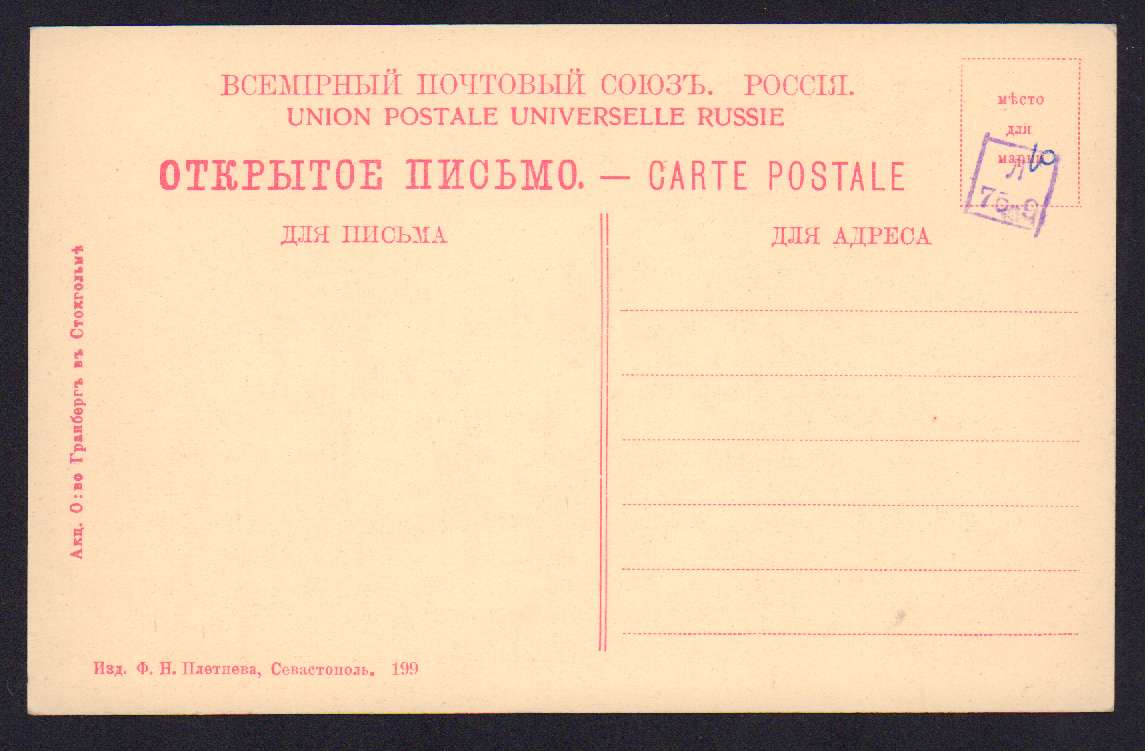 ВСЕМІРНЫЙ ПОЧТОВЫЙ СОЮЗЪ. РОССІЯ.
UNION POSTALE UNIVERSELLE RUSSIE
ОТКРЫТОЕ ПИСЬМО. — CARTE POSTALE
мѣсто
для
марки
ДЛЯ ПИСЬМА
ДЛЯ АДРЕСА
Акц. О:во Гранбергъ въ Стокгольмѣ
Изд. Ф. Н. Плетнева, Севастополь. 199